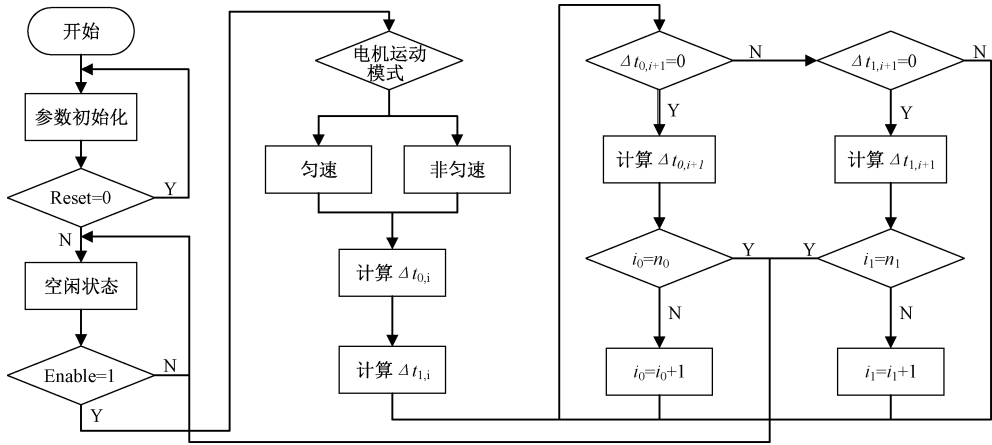 开始
参数初始化
Reset=0
Y
N
空闲状态
Enable=1
N
Y
电机运动
模式
匀速
非匀速
计算 Δt0,i
计算 Δt1,i
Δt0,i+1=0
N
Y
计算 Δt0,i+1
i0=n0
Y
N
i0=i0+1
Δt1,i+1=0
N
Y
计算 Δt1,i+1
i1=n1
Y
N
i1=i1+1